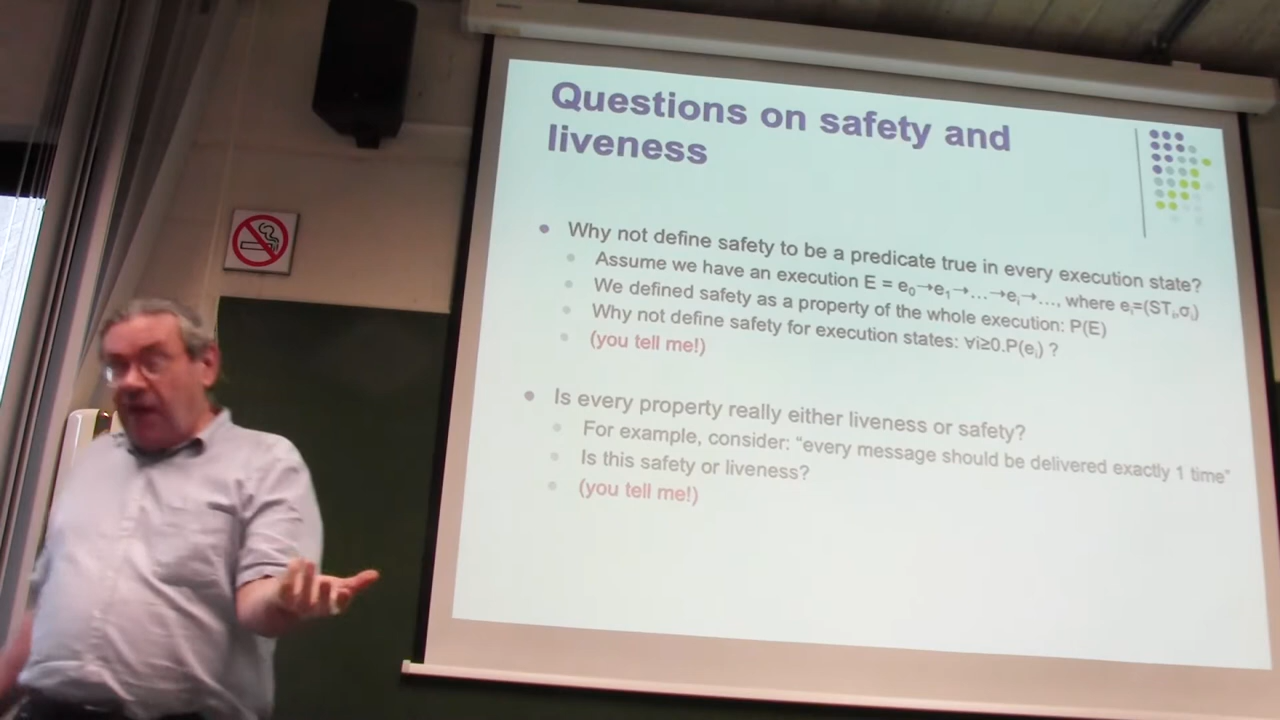 Questions on safety and
liveness
Why not define safety to be a predicate true in every execution state?
Assume we have an execution E = e₀→e₁→…→eᵢ→…, where eᵢ=(STᵢ,σᵢ)
We defined safety as a property of the whole execution: P(E)
Why not define safety for execution states: ∀i≥0.P(eᵢ) ?
(you tell me!)
Is every property really either liveness or safety?
For example, consider: “every message should be delivered exactly 1 time”
Is this safety or liveness?
(you tell me!)